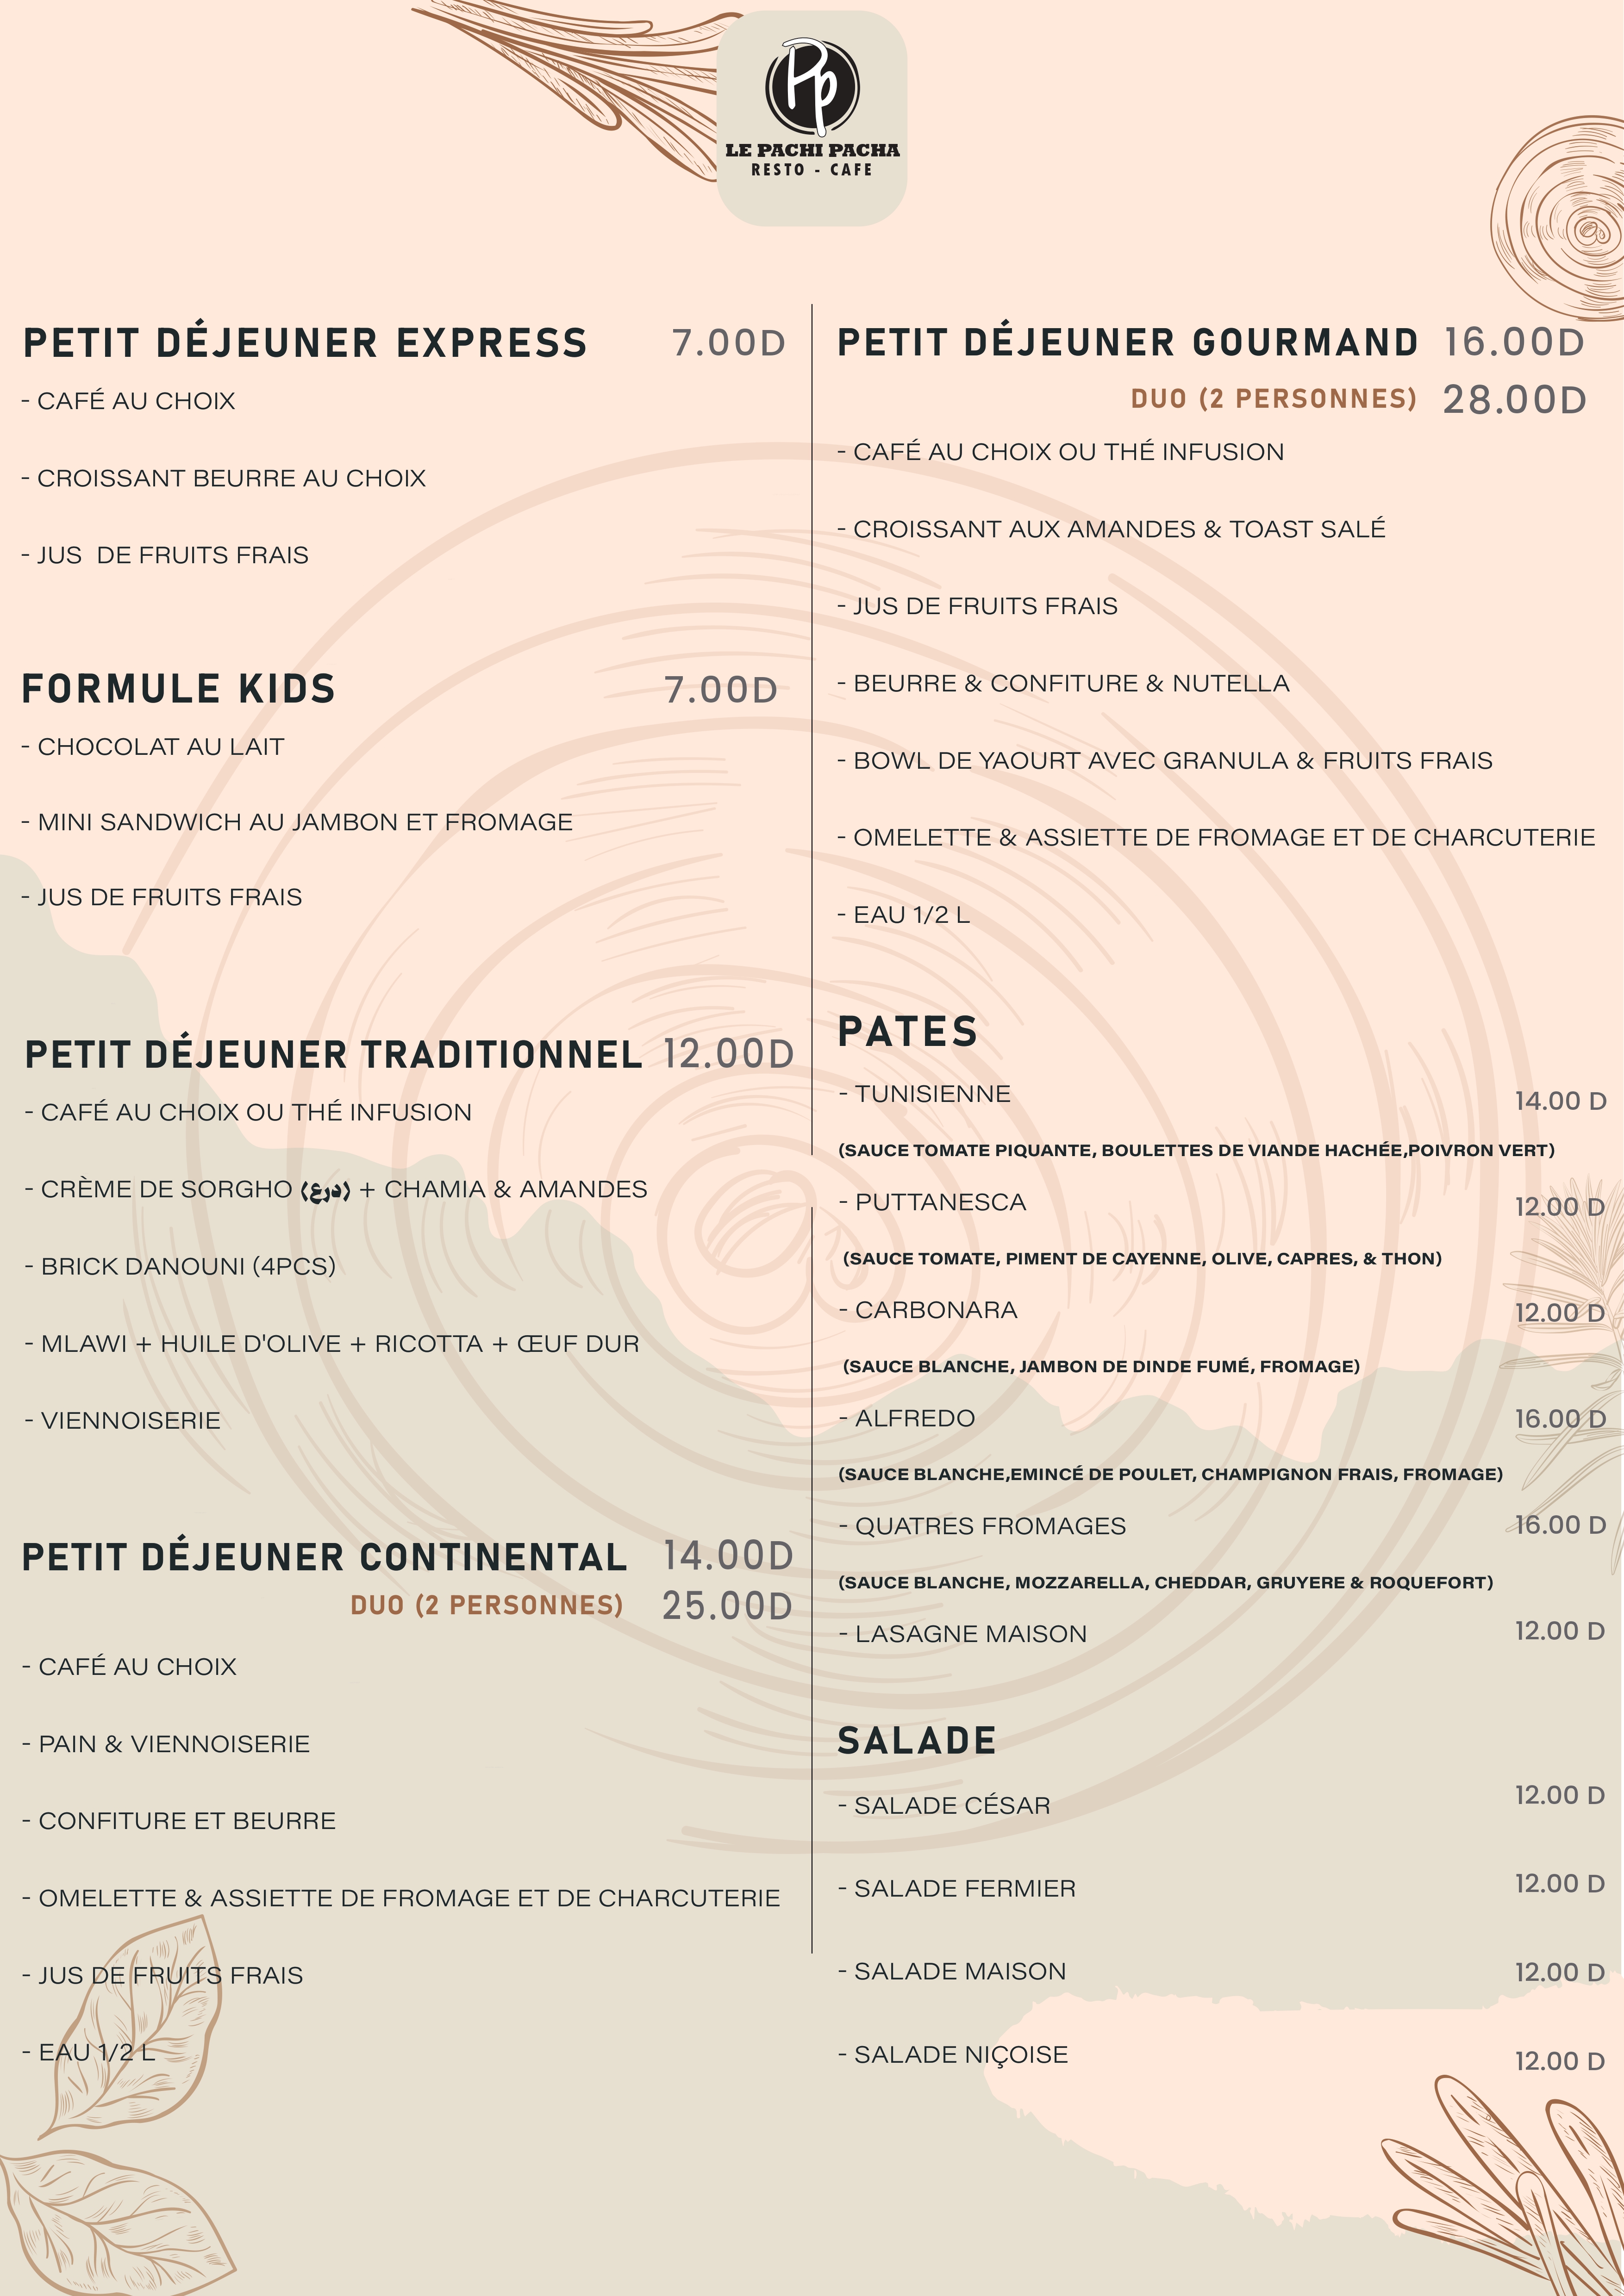 Pp
LE PACHI PACHA
RESTO - CAFE
PETIT DÉJEUNER EXPRESS 7.00D
- CAFÉ AU CHOIX
- CROISSANT BEURRE AU CHOIX
- JUS DE FRUITS FRAIS
FORMULE KIDS 7.00D
- CHOCOLAT AU LAIT
- MINI SANDWICH AU JAMBON ET FROMAGE
- JUS DE FRUITS FRAIS
PETIT DÉJEUNER TRADITIONNEL 12.00D
- CAFÉ AU CHOIX OU THÉ INFUSION
- CRÈME DE SORGHO (درع) + CHAMIA & AMANDES
- BRICK DANOUNI (4PCS)
- MLAWI + HUILE D'OLIVE + RICOTTA + ŒUF DUR
- VIENNOISERIE
PETIT DÉJEUNER CONTINENTAL 14.00D
DUO (2 PERSONNES) 25.00D
- CAFÉ AU CHOIX
- PAIN & VIENNOISERIE
- CONFITURE ET BEURRE
- OMELETTE & ASSIETTE DE FROMAGE ET DE CHARCUTERIE
- JUS DE FRUITS FRAIS
- EAU 1/2 L
PETIT DÉJEUNER GOURMAND 16.00D
DUO (2 PERSONNES) 28.00D
- CAFÉ AU CHOIX OU THÉ INFUSION
- CROISSANT AUX AMANDES & TOAST SALÉ
- JUS DE FRUITS FRAIS
- BEURRE & CONFITURE & NUTELLA
- BOWL DE YAOURT AVEC GRANULA & FRUITS FRAIS
- OMELETTE & ASSIETTE DE FROMAGE ET DE CHARCUTERIE
- EAU 1/2 L
PATES
- TUNISIENNE 14.00 D
(SAUCE TOMATE PIQUANTE, BOULETTES DE VIANDE HACHÉE,POIVRON VERT)
- PUTTANESCA 12.00 D
(SAUCE TOMATE, PIMENT DE CAYENNE, OLIVE, CAPRES, & THON)
- CARBONARA 12.00 D
(SAUCE BLANCHE, JAMBON DE DINDE FUMÉ, FROMAGE)
- ALFREDO 16.00 D
(SAUCE BLANCHE,EMINCÉ DE POULET, CHAMPIGNON FRAIS, FROMAGE)
- QUATRES FROMAGES 16.00 D
(SAUCE BLANCHE, MOZZARELLA, CHEDDAR, GRUYERE & ROQUEFORT)
- LASAGNE MAISON 12.00 D
SALADE
- SALADE CÉSAR 12.00 D
- SALADE FERMIER 12.00 D
- SALADE MAISON 12.00 D
- SALADE NIÇOISE 12.00 D